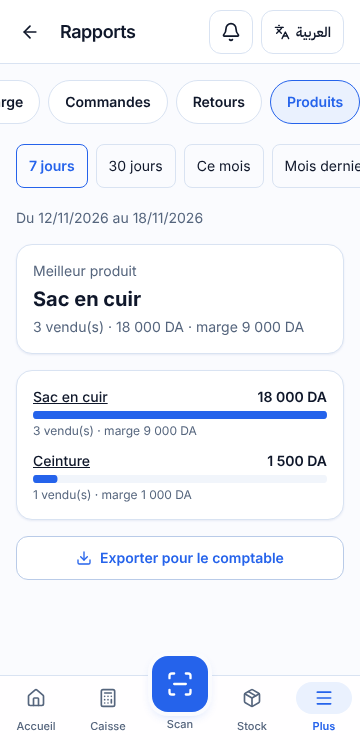 Rapports
العربية
rge
Commandes
Retours
Produits
7 jours
30 jours
Ce mois
Mois dernie
Du 12/11/2026 au 18/11/2026
Meilleur produit
Sac en cuir
3 vendu(s) · 18 000 DA · marge 9 000 DA
Sac en cuir 18 000 DA
3 vendu(s) · marge 9 000 DA
Ceinture 1 500 DA
1 vendu(s) · marge 1 000 DA
Exporter pour le comptable
Accueil
Caisse
Scan
Stock
Plus